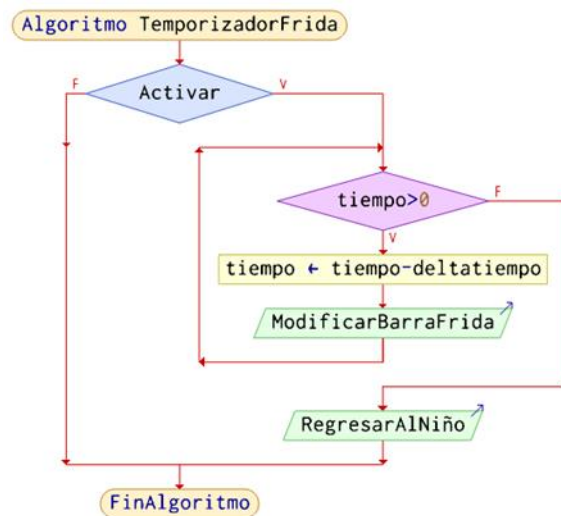 Algoritmo TemporizadorFrida
F
Activar
V
tiempo>0
F
V
tiempo ← tiempo-deltatiempo
ModificarBarraFrida
RegresarAlNiño
FinAlgoritmo